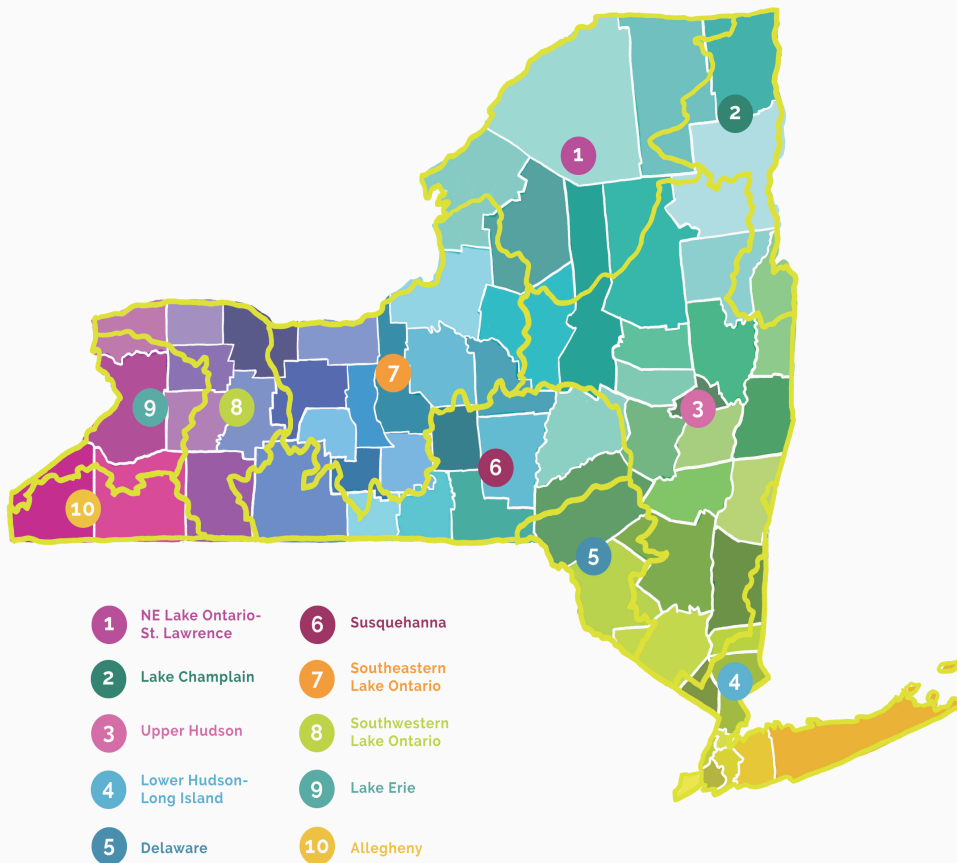 1
2
3
4
5
6
7
8
9
10
1 NE Lake Ontario-
St. Lawrence
2 Lake Champlain
3 Upper Hudson
4 Lower Hudson-
Long Island
5 Delaware
6 Susquehanna
7 Southeastern
Lake Ontario
8 Southwestern
Lake Ontario
9 Lake Erie
10 Allegheny